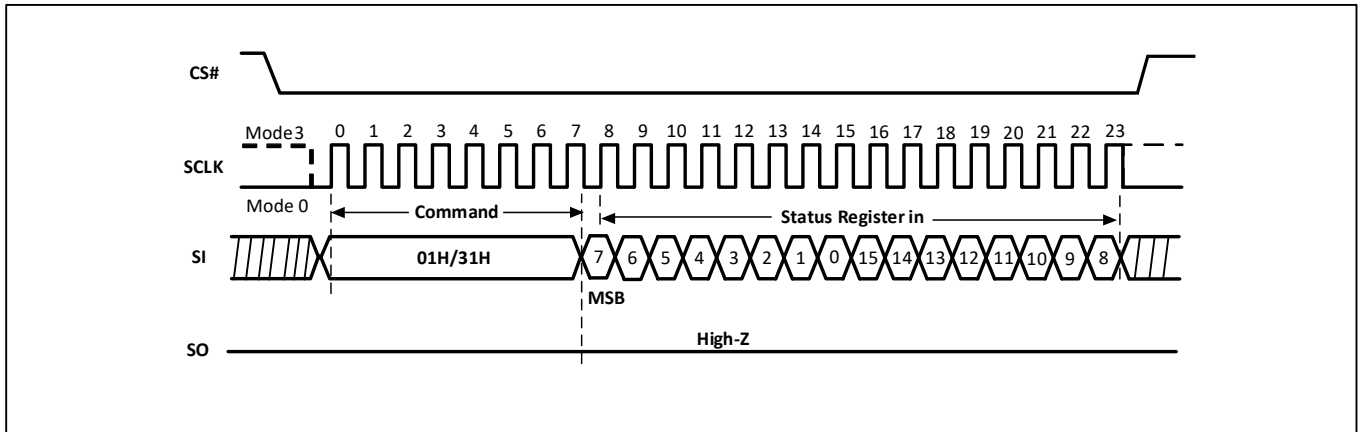 CS#
Mode3 0 1 2 3 4 5 6 7 8 9 10 11 12 13 14 15 16 17 18 19 20 21 22 23
SCLK
Mode 0
Command
Status Register in
SI
01H/31H
7 6 5 4 3 2 1 0 15 14 13 12 11 10 9 8
MSB
High-Z
SO